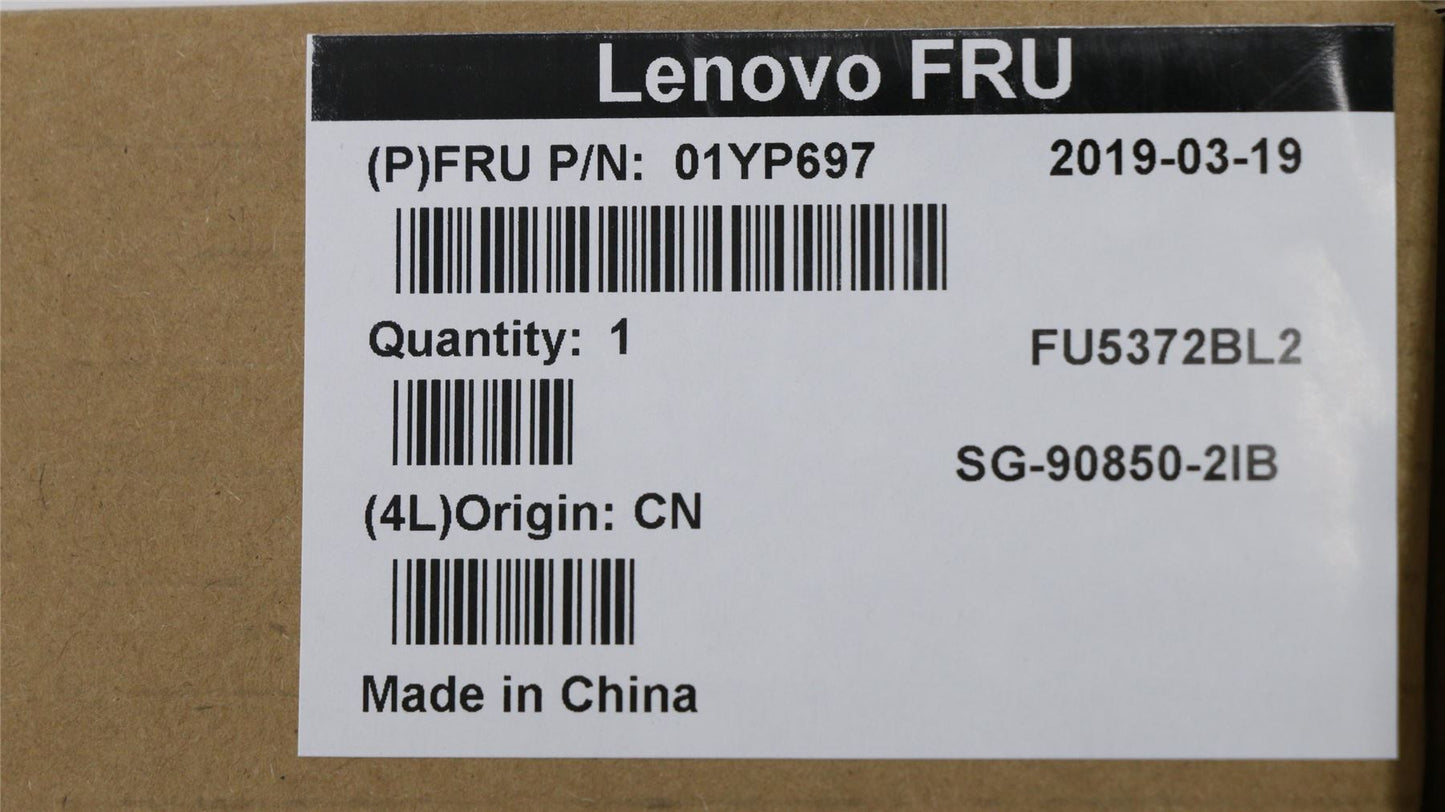 Lenovo FRU
(P)FRU P/N: 01YP697 2019-03-19
Quantity: 1 FU5372BL2
SG-90850-2IB
(4L)Origin: CN
Made in China